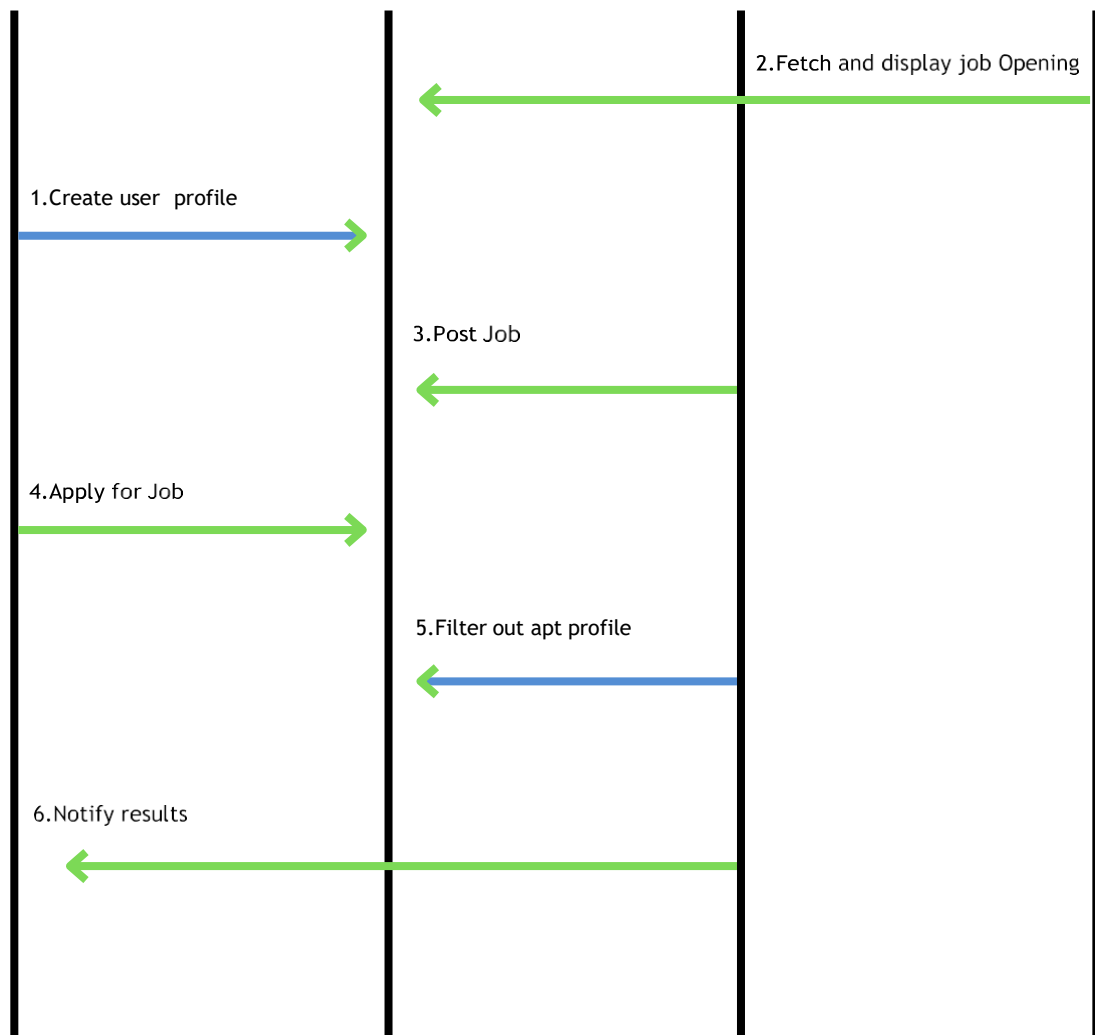 2.Fetch and display job Opening
1.Create user  profile
3.Post Job
4.Apply for Job
5.Filter out apt profile
6.Notify results